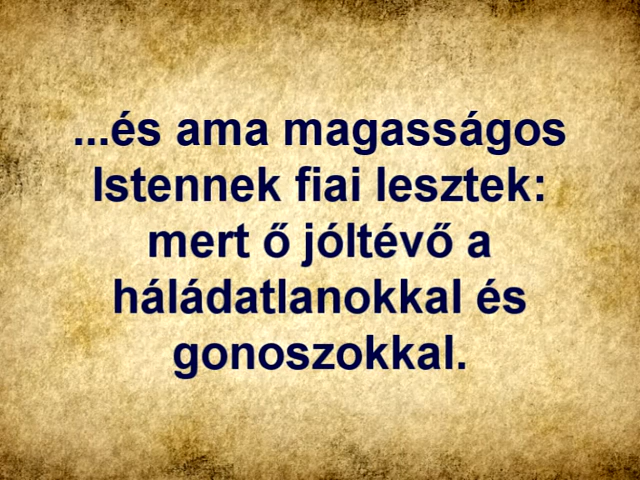 ...és ama magasságos
Istennek fiai lesztek:
mert ő jóltévő a
háládatlanokkal és
gonoszokkal.